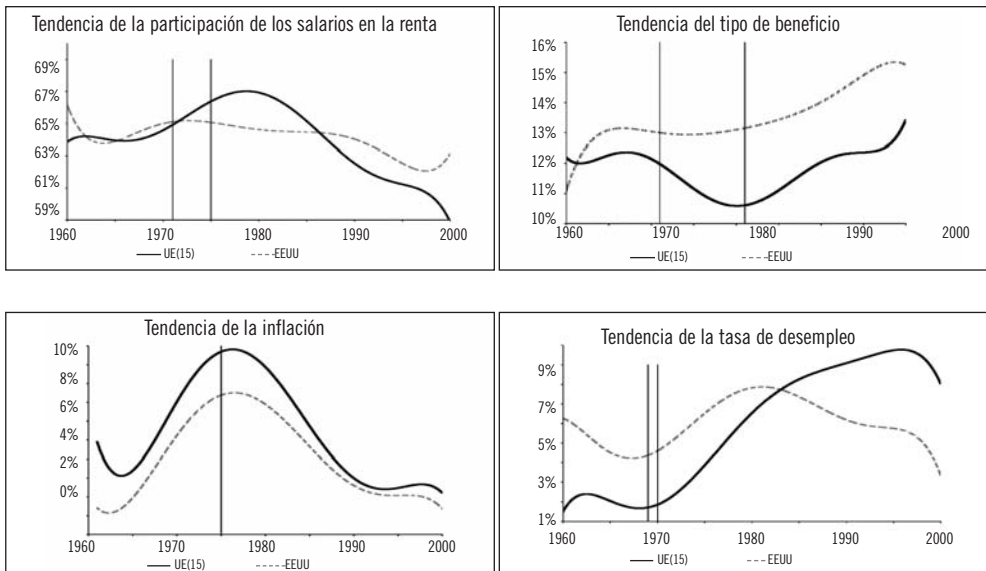 Tendencia de la participación de los salarios en la renta
69%
67%
65%
63%
61%
59%
1960 1970 1980 1990 2000
UE(15) EEUU
Tendencia del tipo de beneficio
16%
15%
14%
13%
12%
11%
10%
1960 1970 1980 1990 2000
UE(15) EEUU
Tendencia de la inflación
10%
8%
6%
4%
2%
0%
1960 1970 1980 1990 2000
UE(15) EEUU
Tendencia de la tasa de desempleo
9%
7%
5%
3%
1%
1960 1970 1980 1990 2000
UE(15) EEUU